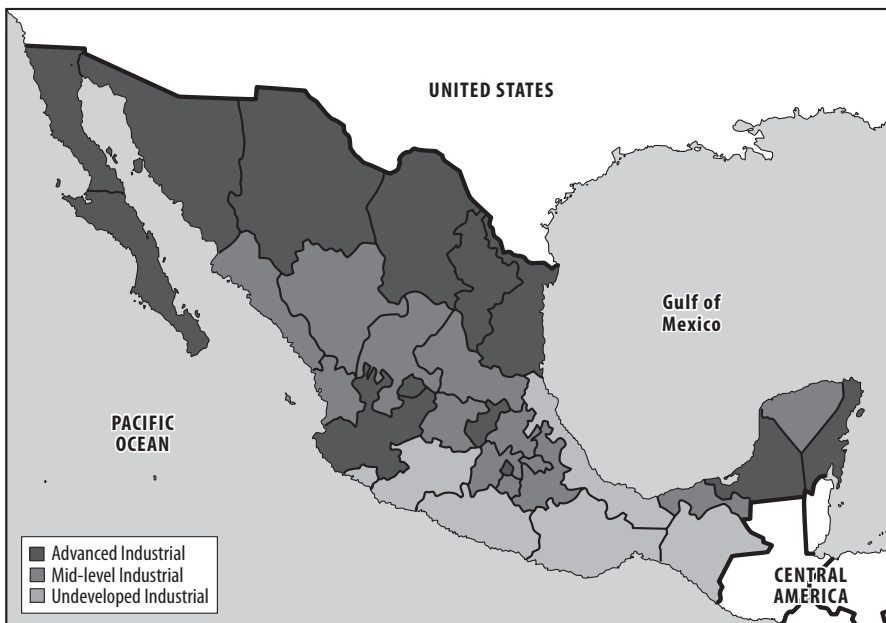 UNITED STATES
Gulf of
Mexico
PACIFIC
OCEAN
Advanced Industrial
Mid-level Industrial
Undeveloped Industrial
CENTRAL
AMERICA